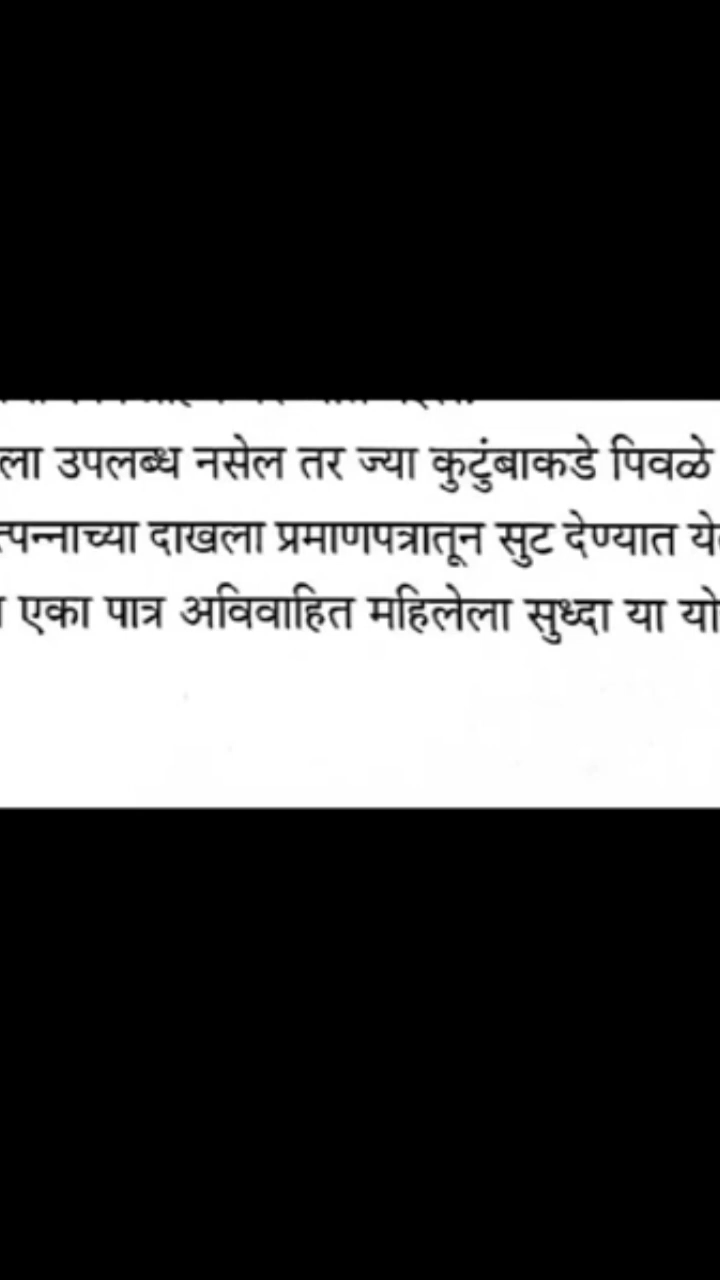 ला उपलब्ध नसेल तर ज्या कुटुंबाकडे पिवळे
त्पन्नाच्या दाखला प्रमाणपत्रातून सुट देण्यात ये
एका पात्र अविवाहित महिलेला सुध्दा या यो